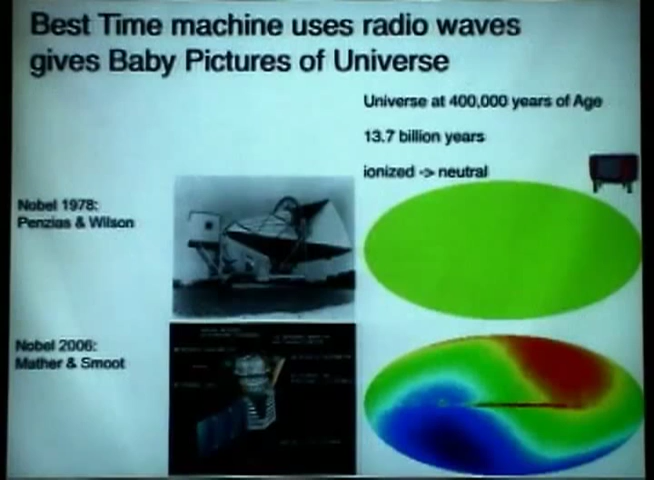 Best Time machine uses radio waves
gives Baby Pictures of Universe
Universe at 400,000 years of Age
13.7 billion years
ionized -> neutral
Nobel 1978:
Penzias & Wilson
Nobel 2006:
Mather & Smoot